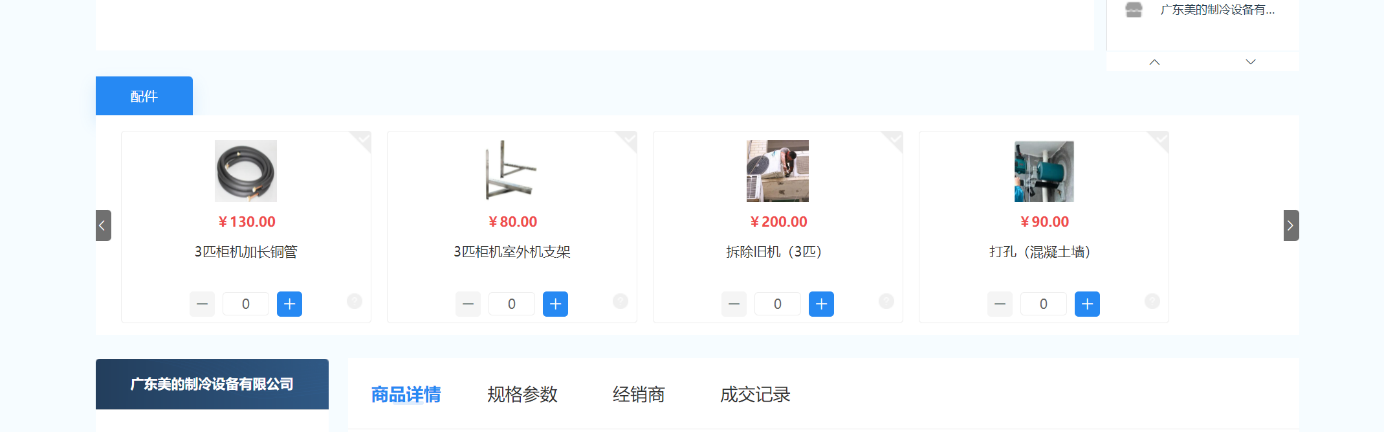 广东美的制冷设备有...
配件
￥130.00
3匹柜机加长铜管
0
￥80.00
3匹柜机室外机支架
0
￥200.00
拆除旧机（3匹）
0
￥90.00
打孔（混凝土墙）
0
广东美的制冷设备有限公司
商品详情 规格参数 经销商 成交记录